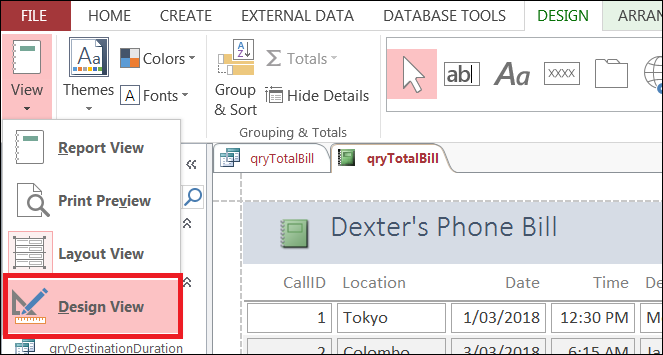 FILE HOME CREATE EXTERNAL DATA DATABASE TOOLS DESIGN ARRAN
View Themes Colors Fonts Group & Sort Totals Hide Details ab Aa XXXX
Grouping & Totals
Report View
Print Preview
Layout View
Design View
qryDestinationDuration
qryTotalBill qryTotalBill
Dexter's Phone Bill
CallID Location Date Time De
1 Tokyo 1/03/2018 12:30 PM
2 Colombo 3/03/2018 6:15 AM